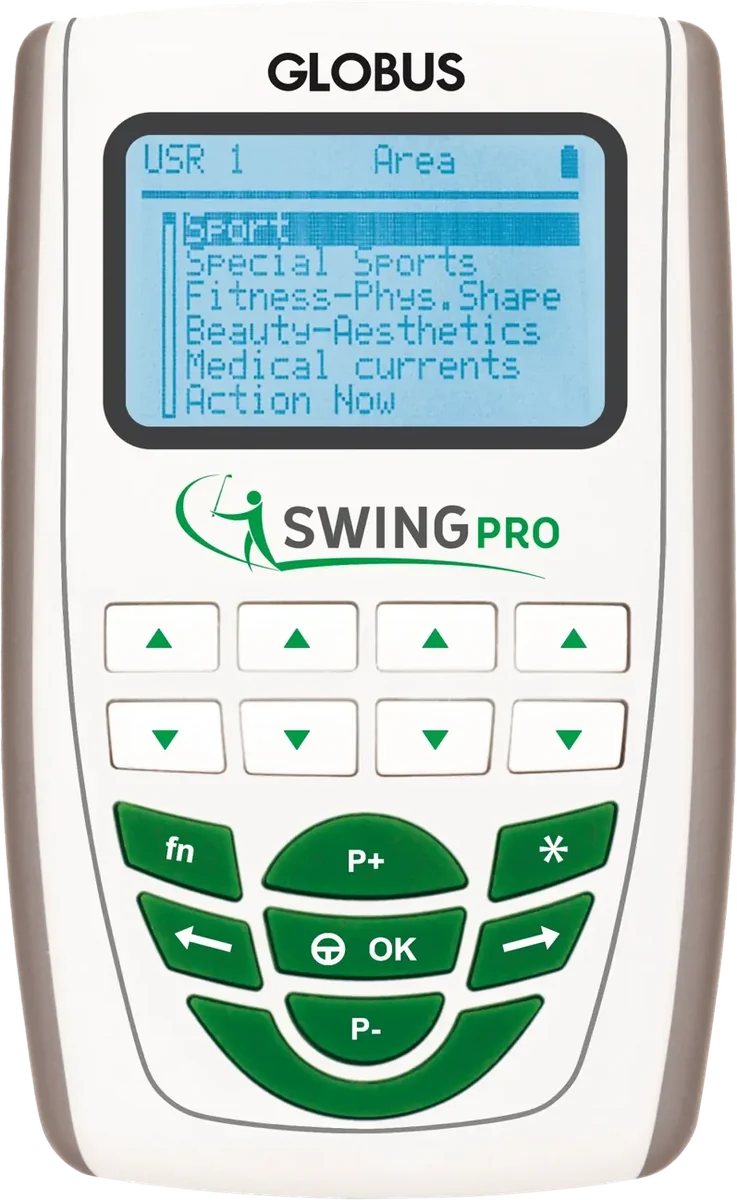 GLOBUS
USR 1 Area
Sport
Special Sports
Fitness-Phys.Shape
Beauty-Aesthetics
Medical currents
Action Now
SWING PRO
fn P+ *
← OK →
P-